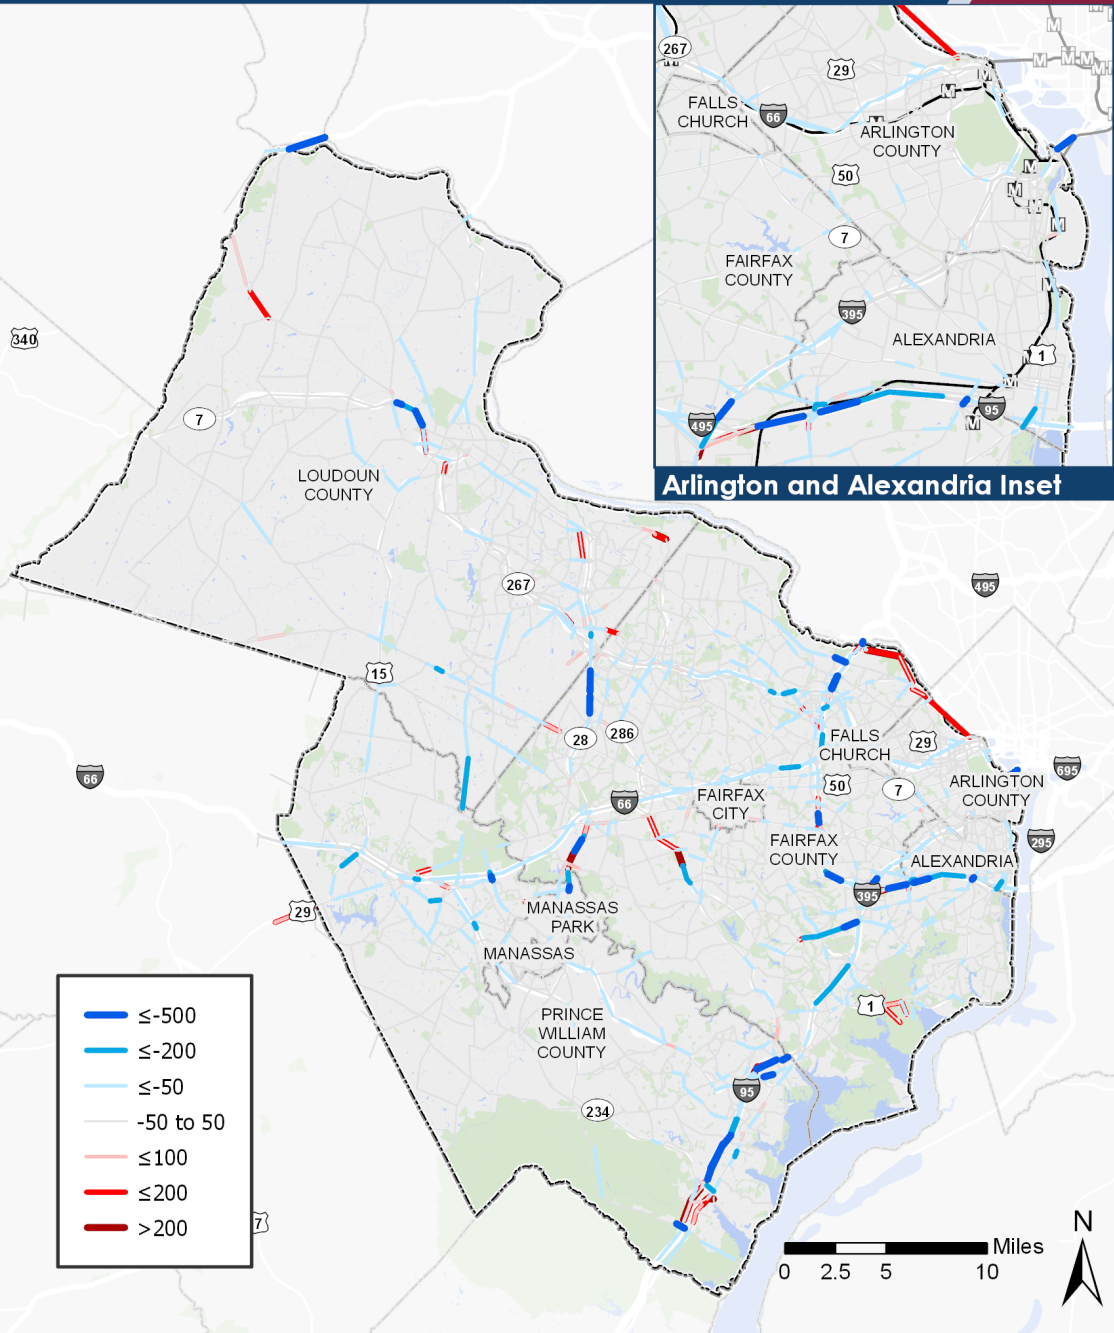 267
M
29
M
M
M
M
M
M
FALLS
CHURCH
66
M
M
ARLINGTON
COUNTY
50
M
M
M
7
M
FAIRFAX
COUNTY
M
395
ALEXANDRIA
1
M
M
95
495
M
Arlington and Alexandria Inset
340
7
LOUDOUN
COUNTY
267
495
15
28
286
FALLS
CHURCH
29
66
695
50
7
ARLINGTON
COUNTY
66
FAIRFAX
CITY
295
FAIRFAX
COUNTY
ALEXANDRIA
395
29
MANASSAS
PARK
MANASSAS
1
PRINCE
WILLIAM
COUNTY
95
234
≤-500
≤-200
≤-50
-50 to 50
≤100
≤200
>200
7
N
Miles
0
2.5
5
10